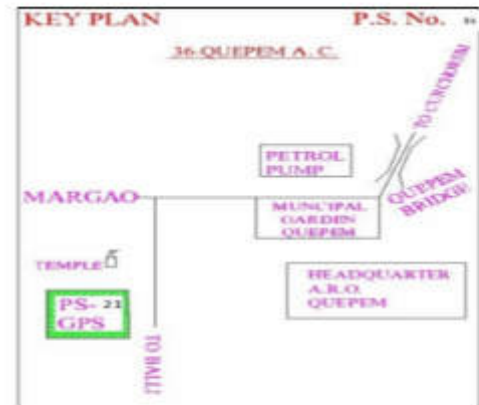 KEY PLAN P.S. No.
36-QUEPEM A. C.
TO CURCHOREM
PETROL
PUMP
MARGAO
QUEPEM
BRIDGE
MUNCIPAL
GARDEN
QUEPEM
TEMPLE
HEADQUARTER
A.R.O.
QUEPEM
PS- 21
GPS
TO BALLI